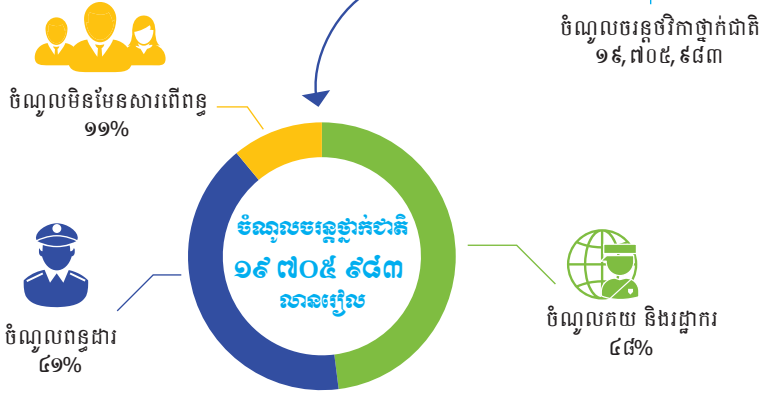 ចំណូលចរន្តថវិកាថ្នាក់ជាតិ
១៩,៧០៥,៩៨៣
ចំណូលមិនមែនសារពើពន្ធ
១១%
ចំណូលចរន្តថ្នាក់ជាតិ
១៩ ៧០៥ ៩៨៣
លានរៀល
ចំណូលពន្ធដារ
៤១%
ចំណូលគយ និងរដ្ឋាករ
៤៨%